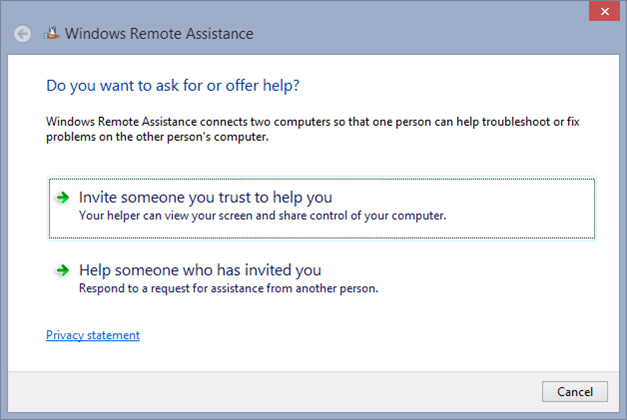 Windows Remote Assistance
Do you want to ask for or offer help?
Windows Remote Assistance connects two computers so that one person can help troubleshoot or fix
problems on the other person's computer.
Invite someone you trust to help you
Your helper can view your screen and share control of your computer.
Help someone who has invited you
Respond to a request for assistance from another person.
Privacy statement
Cancel